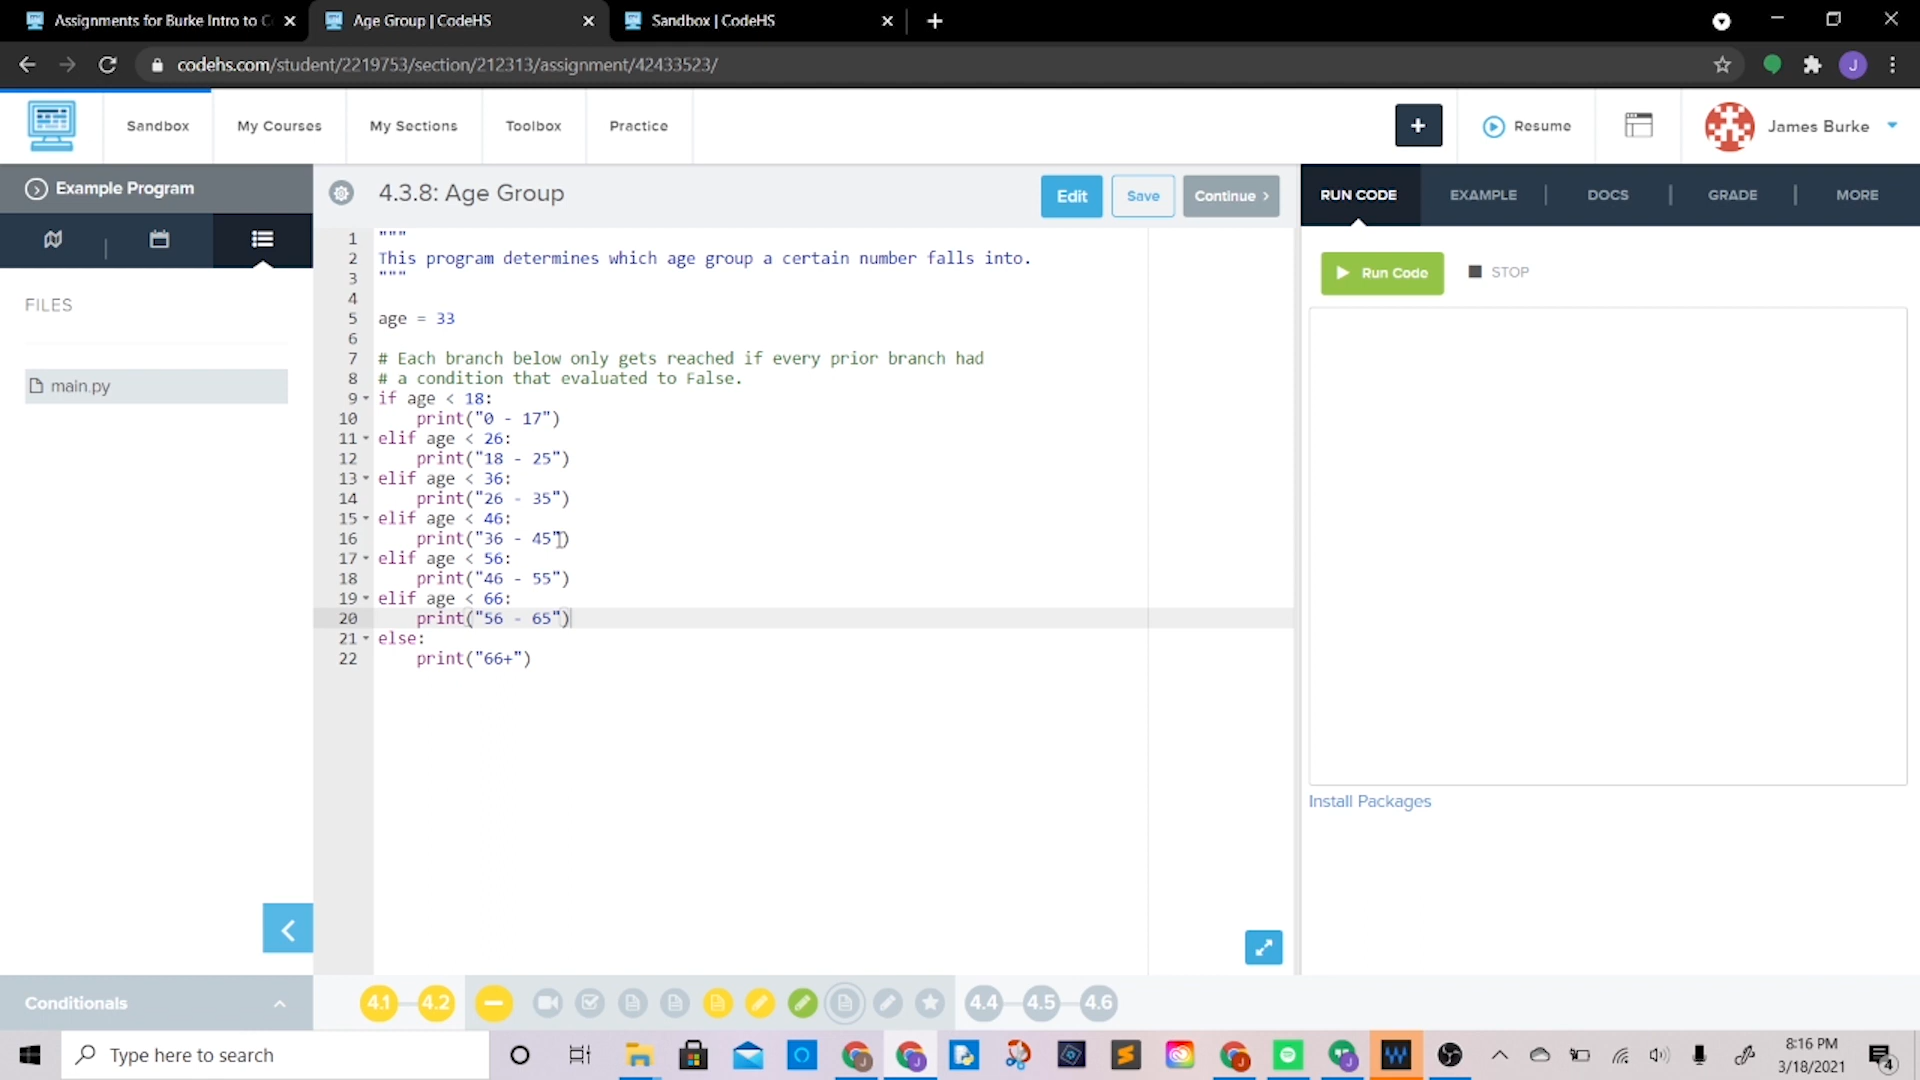 Assignments for Burke Intro to C
Age Group | CodeHS
Sandbox | CodeHS
codehs.com/student/2219753/section/212313/assignment/42433523/
J
Sandbox
My Courses
My Sections
Toolbox
Practice
+
Resume
James Burke
Example Program
4.3.8: Age Group
Edit
Save
Continue >
RUN CODE
EXAMPLE
DOCS
GRADE
MORE
FILES
main.py
Run Code
STOP
1 """
2 This program determines which age group a certain number falls into.
3 """
4
5 age = 33
6
7 # Each branch below only gets reached if every prior branch had
8 # a condition that evaluated to False.
9 if age < 18:
10     print("0 - 17")
11 elif age < 26:
12     print("18 - 25")
13 elif age < 36:
14     print("26 - 35")
15 elif age < 46:
16     print("36 - 45")
17 elif age < 56:
18     print("46 - 55")
19 elif age < 66:
20     print("56 - 65")
21 else:
22     print("66+")
Install Packages
Conditionals
4.1
4.2
4.4
4.5
4.6
Type here to search
8:16 PM
3/18/2021
4